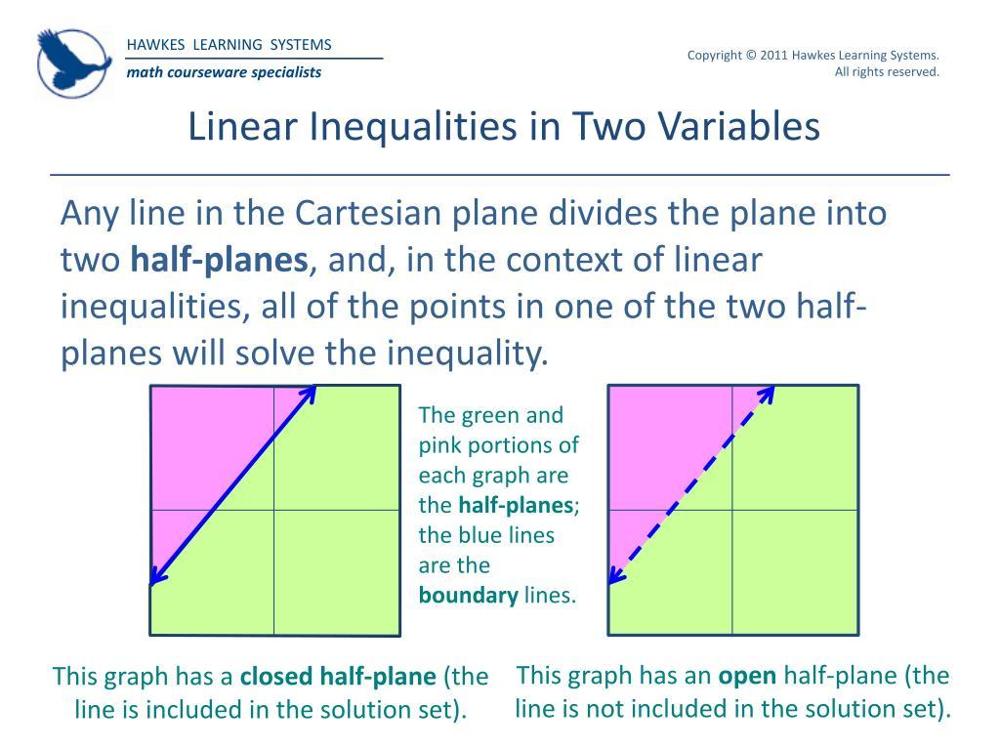 HAWKES LEARNING SYSTEMS
math courseware specialists
Copyright © 2011 Hawkes Learning Systems.
All rights reserved.
Linear Inequalities in Two Variables
Any line in the Cartesian plane divides the plane into
two half-planes, and, in the context of linear
inequalities, all of the points in one of the two half-
planes will solve the inequality.
The green and
pink portions of
each graph are
the half-planes;
the blue lines
are the
boundary lines.
This graph has a closed half-plane (the
line is included in the solution set).
This graph has an open half-plane (the
line is not included in the solution set).